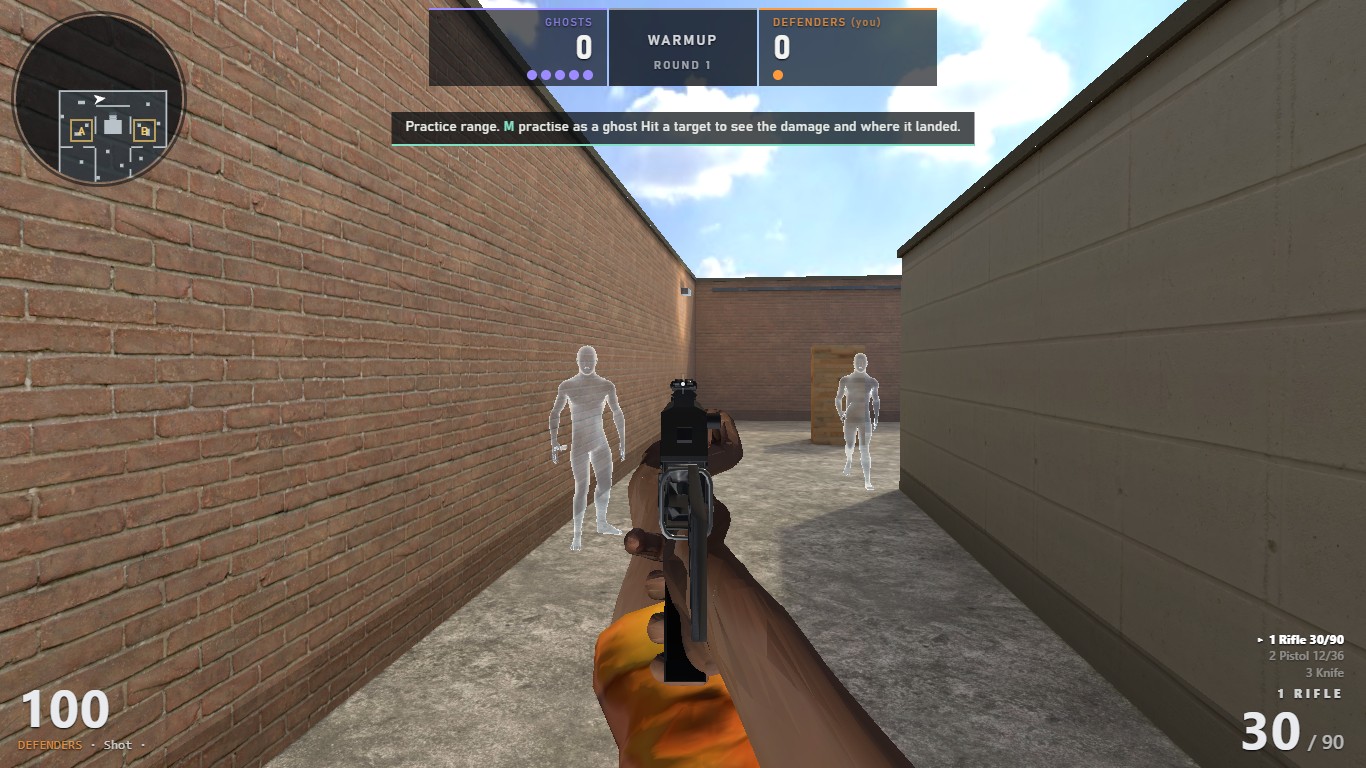 GHOSTS
0
WARMUP
ROUND 1
DEFENDERS (you)
0
A
B
Practice range. M practise as a ghost Hit a target to see the damage and where it landed.
► 1 Rifle 30/90
2 Pistol 12/36
3 Knife
1 RIFLE
30 / 90
100
DEFENDERS · Shot ·